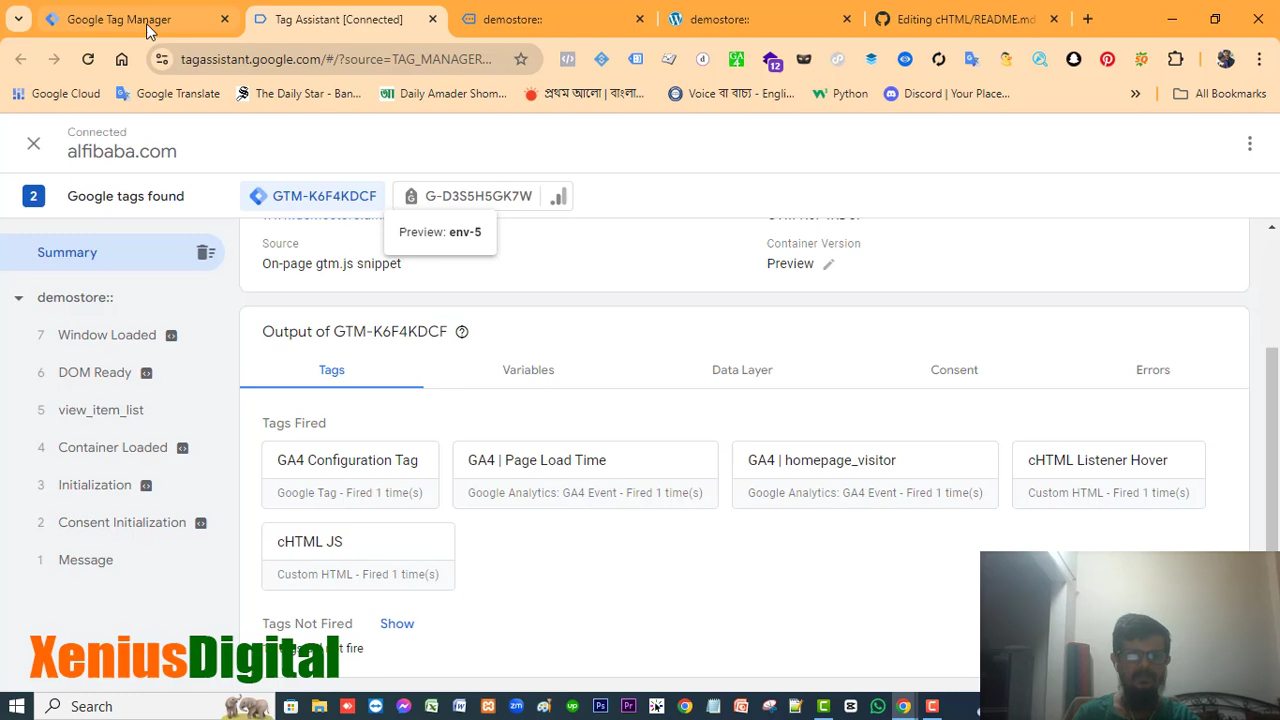 Google Tag Manager
Tag Assistant [Connected]
demostore::
demostore::
Editing cHTML/README.md
tagassistant.google.com/#/?source=TAG_MANAGER...
12
Google Cloud
Google Translate
The Daily Star - Ban...
Daily Amader Shom...
প্রথম আলো | বাংলা...
Voice বা বাচ্য - Engli...
Python
Discord | Your Place...
All Bookmarks
Connected
alfibaba.com
2 Google tags found
GTM-K6F4KDCF
G-D3S5H5GK7W
Preview: env-5
Summary
Source
On-page gtm.js snippet
Container Version
Preview
demostore::
7 Window Loaded
6 DOM Ready
5 view_item_list
4 Container Loaded
3 Initialization
2 Consent Initialization
1 Message
Output of GTM-K6F4KDCF
Tags
Variables
Data Layer
Consent
Errors
Tags Fired
GA4 Configuration Tag
Google Tag - Fired 1 time(s)
GA4 | Page Load Time
Google Analytics: GA4 Event - Fired 1 time(s)
GA4 | homepage_visitor
Google Analytics: GA4 Event - Fired 1 time(s)
cHTML Listener Hover
Custom HTML - Fired 1 time(s)
cHTML JS
Custom HTML - Fired 1 time(s)
Tags Not Fired
Show
not fire
XeniusDigital
Search